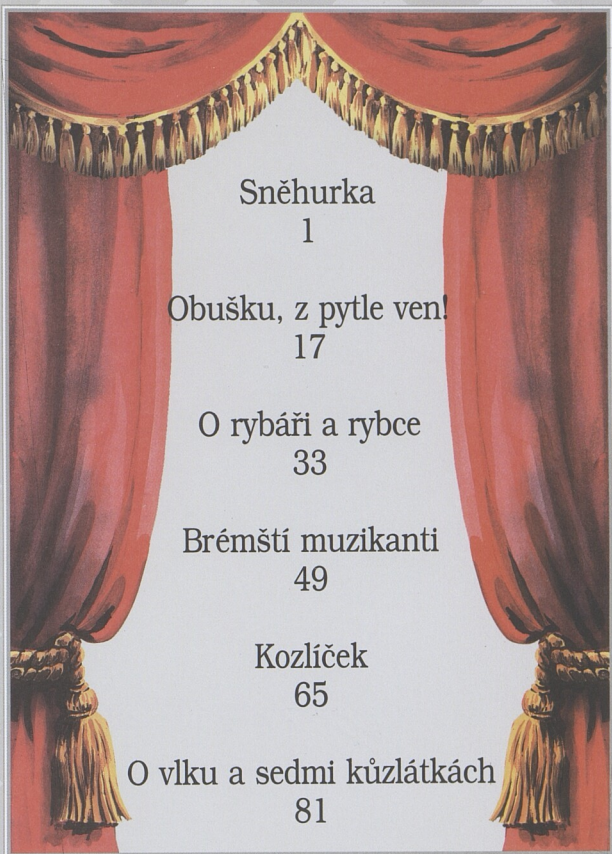 Sněhurka
1
Obušku, z pytle ven!
17
O rybáři a rybce
33
Brémští muzikanti
49
Kozlíček
65
O vlku a sedmi kůzlátkách
81